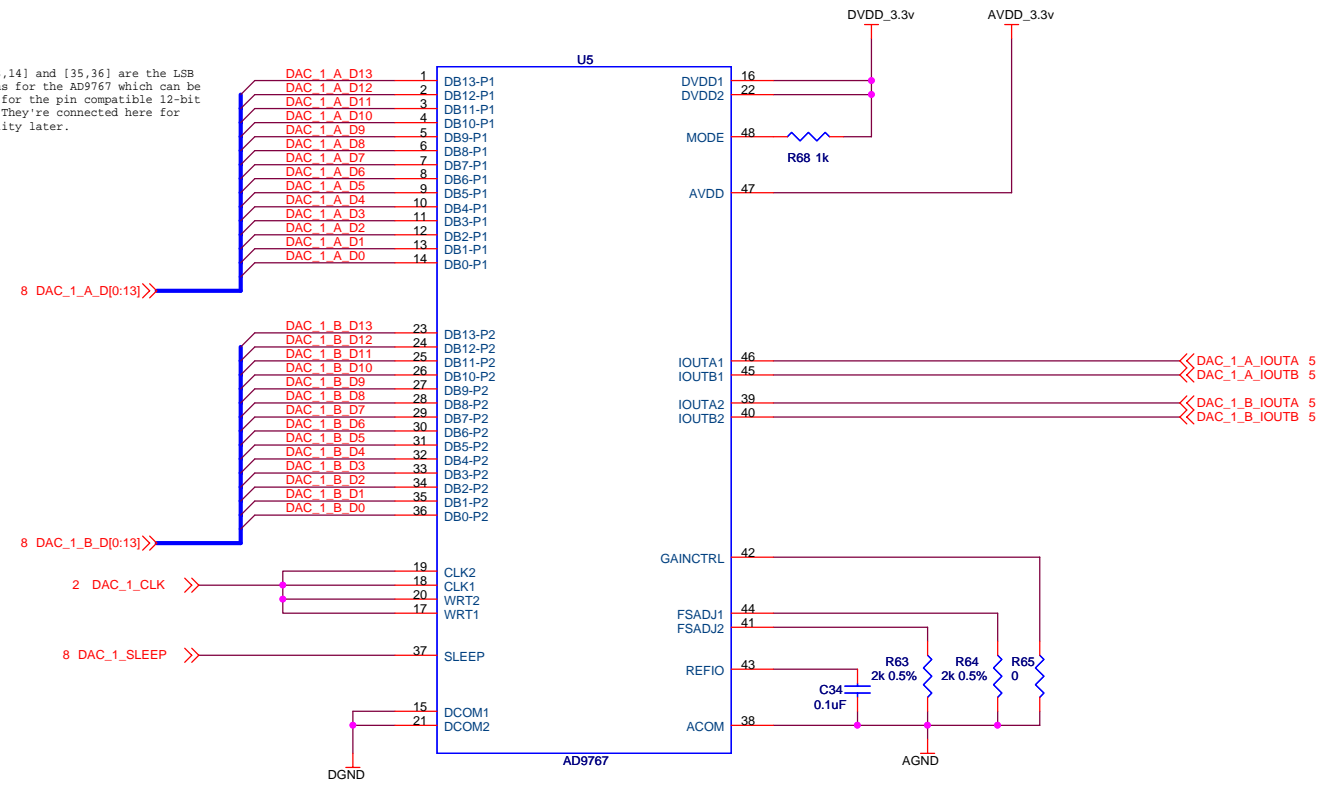 DVDD_3.3v AVDD_3.3v
U5
,14] and [35,36] are the LSB
for the AD9767 which can be
for the pin compatible 12-bit
They're connected here for
later.
DAC_1_A_D13 1 DB13-P1
DAC_1_A_D12 2 DB12-P1
DAC_1_A_D11 3 DB11-P1
DAC_1_A_D10 4 DB10-P1
DAC_1_A_D9 5 DB9-P1
DAC_1_A_D8 6 DB8-P1
DAC_1_A_D7 7 DB7-P1
DAC_1_A_D6 8 DB6-P1
DAC_1_A_D5 9 DB5-P1
DAC_1_A_D4 10 DB4-P1
DAC_1_A_D3 11 DB3-P1
DAC_1_A_D2 12 DB2-P1
DAC_1_A_D1 13 DB1-P1
DAC_1_A_D0 14 DB0-P1
8 DAC_1_A_D[0:13]
DVDD1 16
DVDD2 22
MODE 48
R68 1k
AVDD 47
DAC_1_B_D13 23 DB13-P2
DAC_1_B_D12 24 DB12-P2
DAC_1_B_D11 25 DB11-P2
DAC_1_B_D10 26 DB10-P2
DAC_1_B_D9 27 DB9-P2
DAC_1_B_D8 28 DB8-P2
DAC_1_B_D7 29 DB7-P2
DAC_1_B_D6 30 DB6-P2
DAC_1_B_D5 31 DB5-P2
DAC_1_B_D4 32 DB4-P2
DAC_1_B_D3 33 DB3-P2
DAC_1_B_D2 34 DB2-P2
DAC_1_B_D1 35 DB1-P2
DAC_1_B_D0 36 DB0-P2
8 DAC_1_B_D[0:13]
IOUTA1 46 DAC_1_A_IOUTA 5
IOUTB1 45 DAC_1_A_IOUTB 5
IOUTA2 39 DAC_1_B_IOUTA 5
IOUTB2 40 DAC_1_B_IOUTB 5
19 CLK2
2 DAC_1_CLK 18 CLK1
20 WRT2
17 WRT1
8 DAC_1_SLEEP 37 SLEEP
15 DCOM1
21 DCOM2
DGND
GAINCTRL 42
FSADJ1 44
FSADJ2 41
REFIO 43
R63
2k 0.5%
R64
2k 0.5%
R65
0
C34
0.1uF
ACOM 38
AGND
AD9767